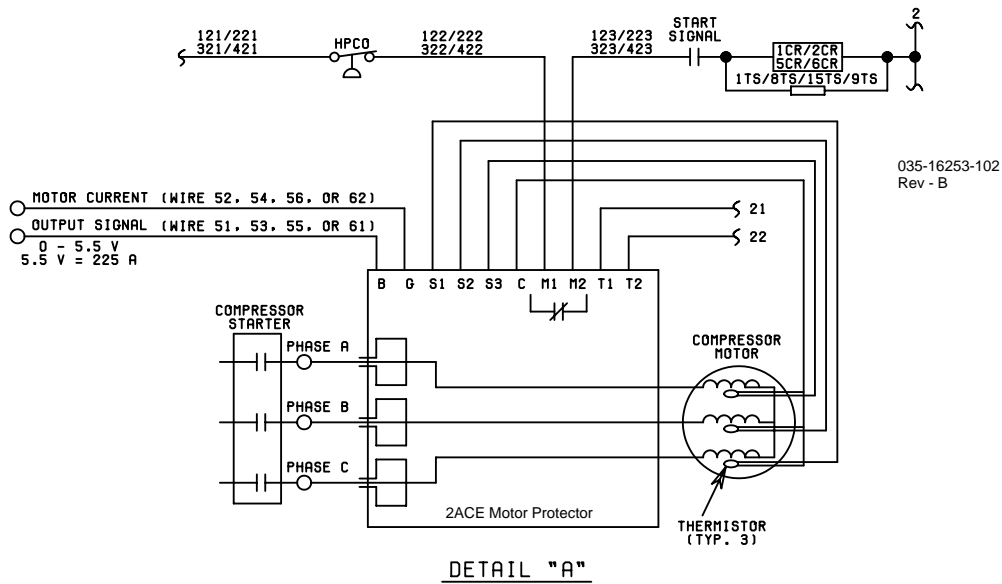 2
121/221
321/421
HPCO
122/222
322/422
123/223
323/423
START
SIGNAL
1CR/2CR
5CR/6CR
1TS/8TS/15TS/9TS
035-16253-102
Rev - B
MOTOR CURRENT (WIRE 52, 54, 56, OR 62)
OUTPUT SIGNAL (WIRE 51, 53, 55, OR 61)
0 - 5.5 V
5.5 V = 225 A
21
22
B G S1 S2 S3 C M1 M2 T1 T2
COMPRESSOR
STARTER
PHASE A
PHASE B
PHASE C
COMPRESSOR
MOTOR
2ACE Motor Protector
THERMISTOR
(TYP. 3)
DETAIL "A"